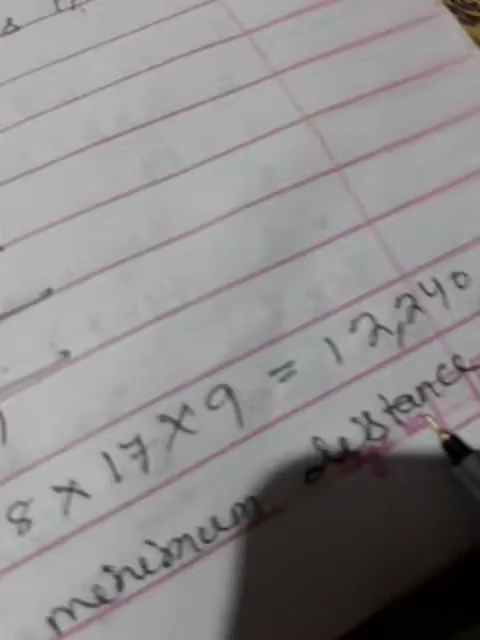 8 × 17 × 9 = 12,240
minimum distance